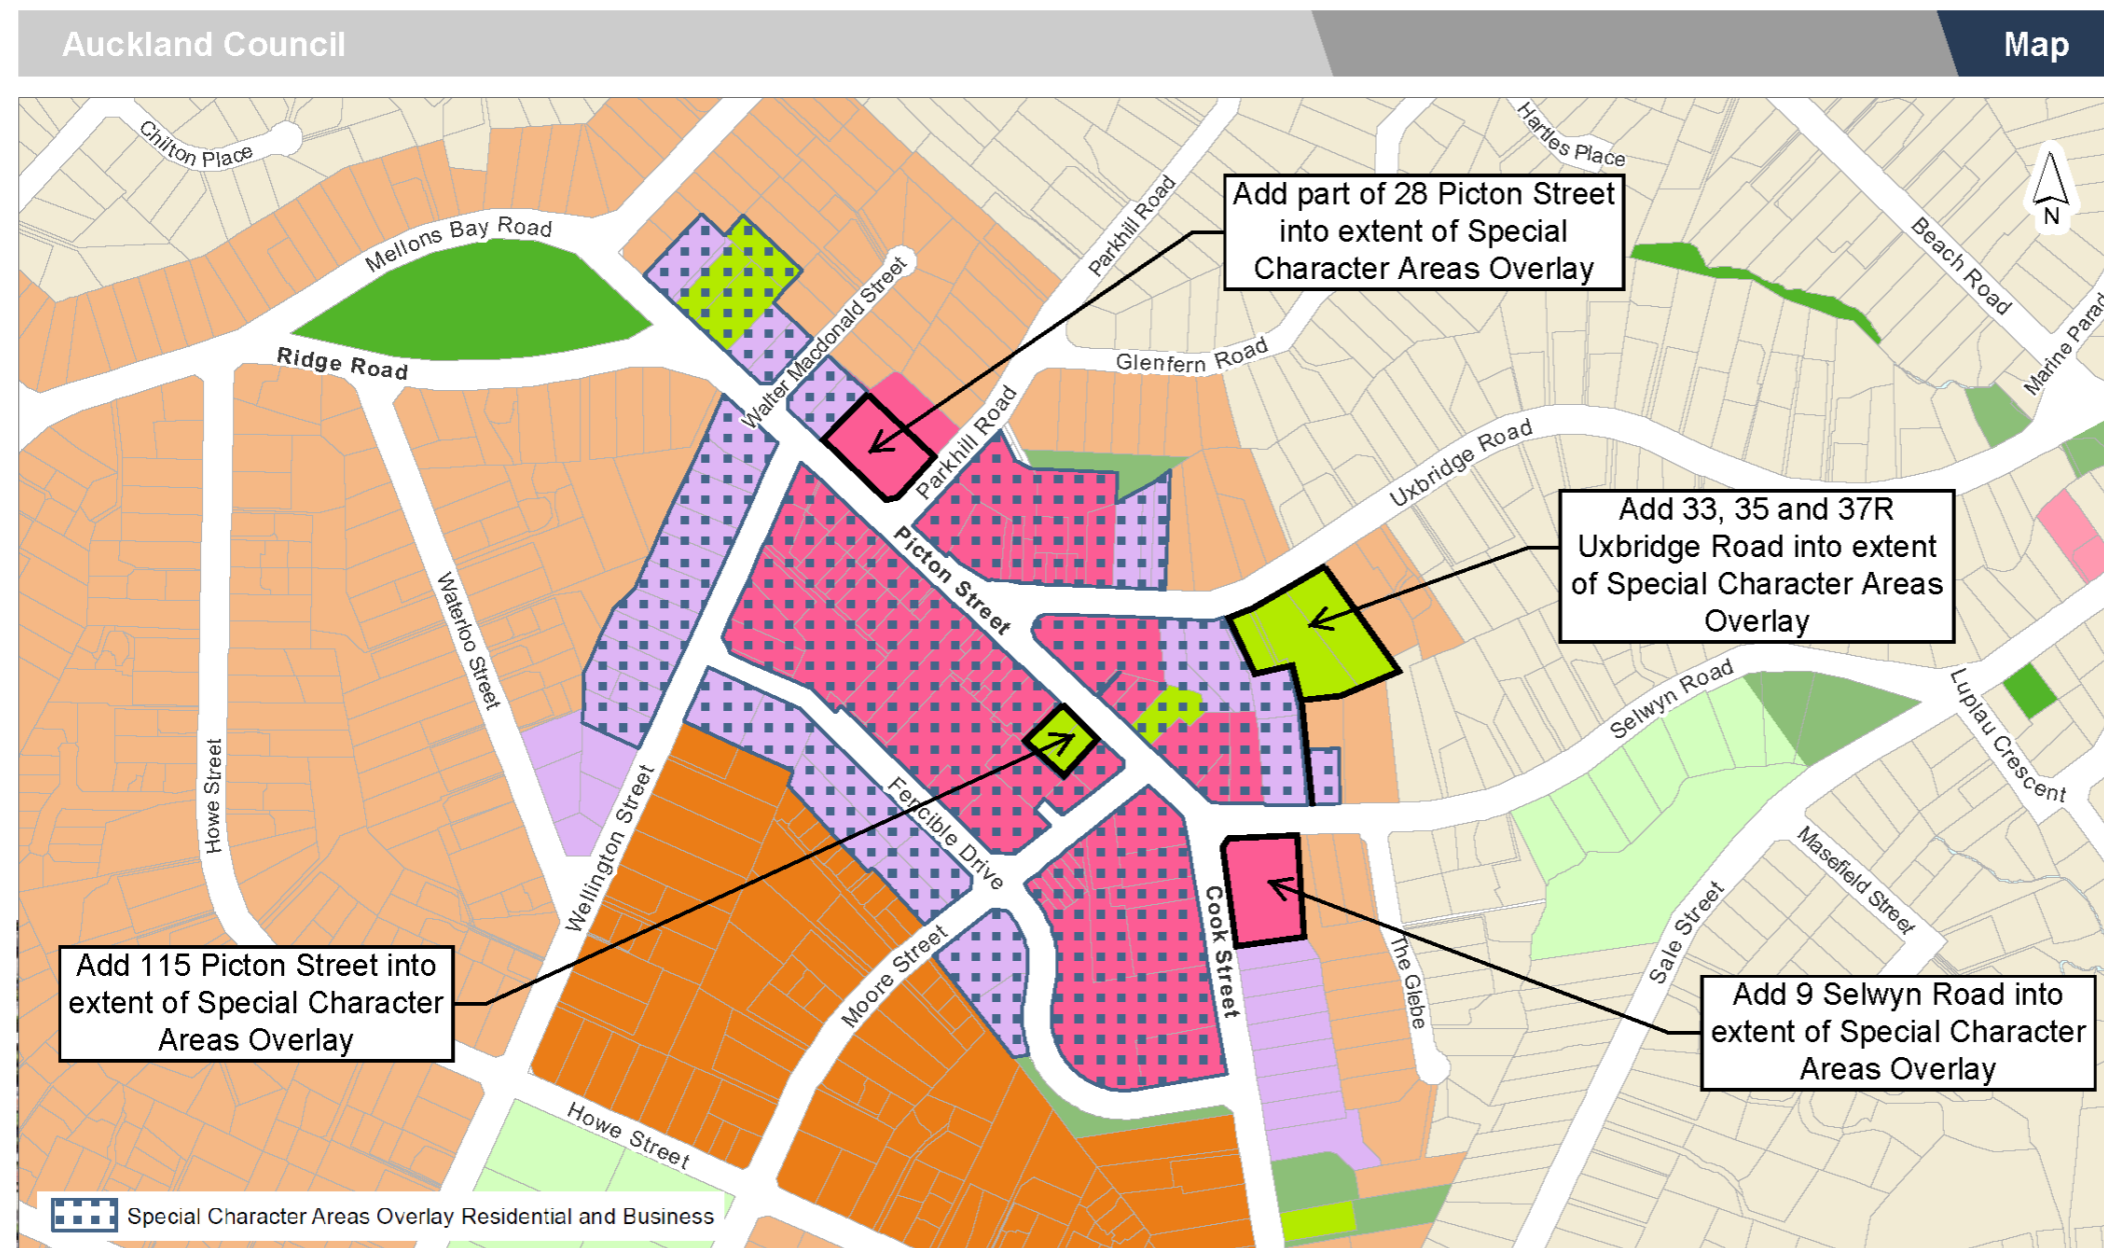 Auckland Council
Map
Chilton Place
Hartles Place
Mellons Bay Road
Parkhill Road
Add part of 28 Picton Street
into extent of Special
Character Areas Overlay
N
Beach Road
Marine Parad
Ridge Road
Walter Macdonald Street
Glenfern Road
Parkhill Road
Uxbridge Road
Add 33, 35 and 37R
Uxbridge Road into extent
of Special Character Areas
Overlay
Picton Street
Waterloo Street
Howe Street
Wellington Street
Fencible Drive
Selwyn Road
Luplau Crescent
Masefield Street
Sale Street
Cook Street
The Glebe
Moore Street
Add 115 Picton Street into
extent of Special Character
Areas Overlay
Add 9 Selwyn Road into
extent of Special Character
Areas Overlay
Howe Street
Special Character Areas Overlay Residential and Business